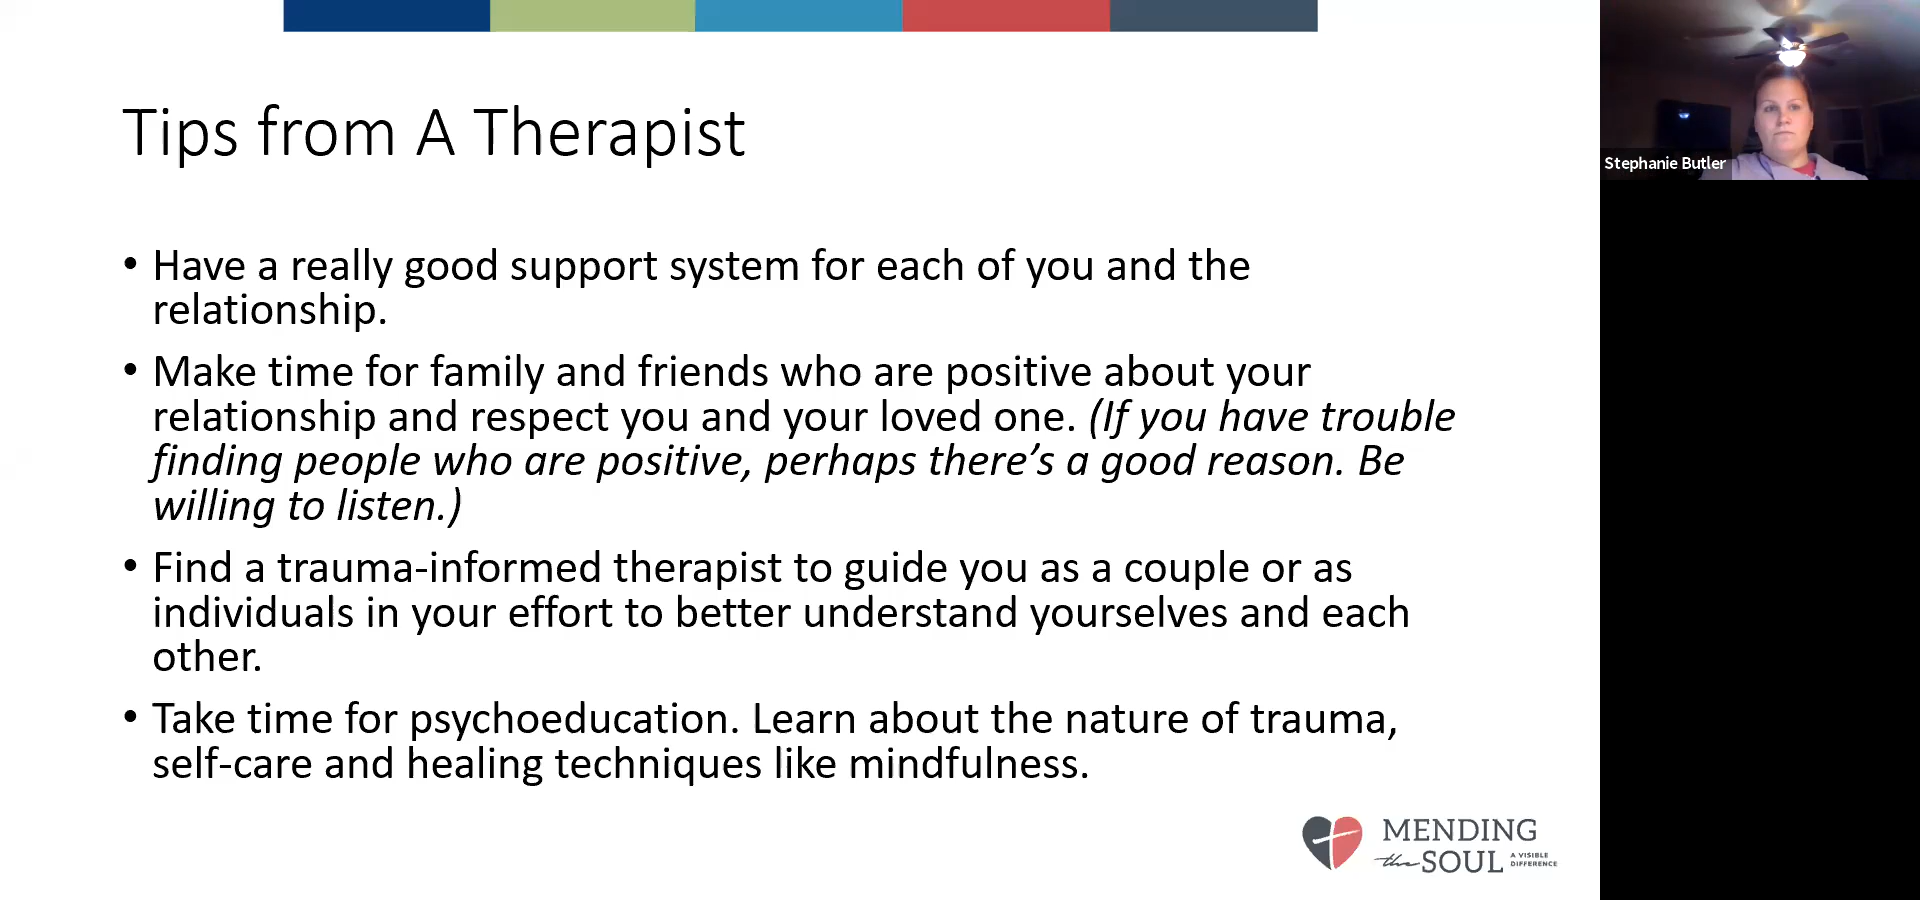 Tips from A Therapist
• Have a really good support system for each of you and the
relationship.
• Make time for family and friends who are positive about your
relationship and respect you and your loved one. (If you have trouble
finding people who are positive, perhaps there’s a good reason. Be
willing to listen.)
• Find a trauma-informed therapist to guide you as a couple or as
individuals in your effort to better understand yourselves and each
other.
• Take time for psychoeducation. Learn about the nature of trauma,
self-care and healing techniques like mindfulness.
MENDING
the SOUL A VISIBLE
DIFFERENCE
Stephanie Butler